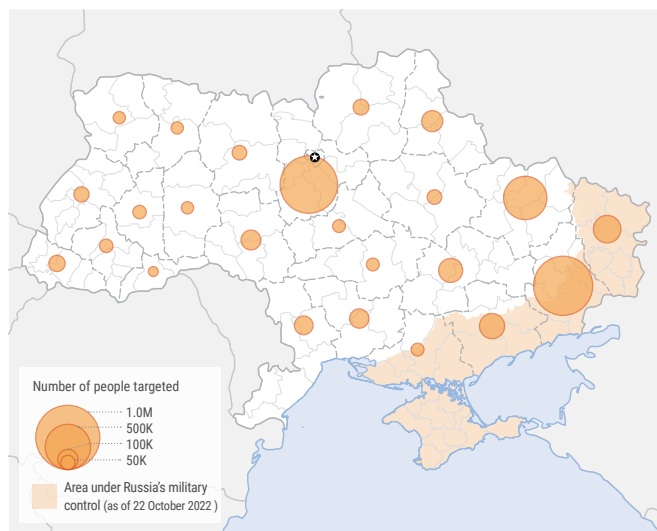 Number of people targeted
1.0M
500K
100K
50K
Area under Russia's military
control (as of 22 October 2022 )